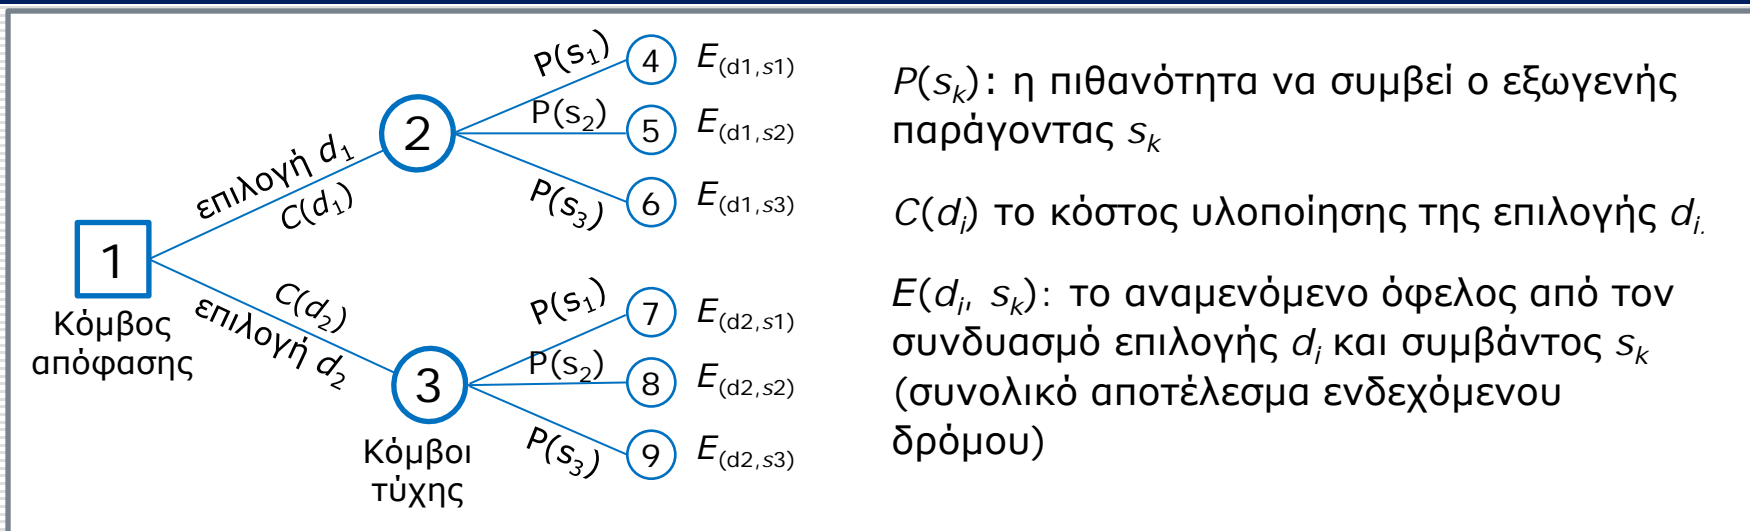 P(s₁)
4
E(d1,s1)
P(s₂)
2
5
E(d1,s2)
επιλογή d₁
C(d₁)
P(s₃)
6
E(d1,s3)
1
Κόμβος
απόφασης
C(d₂)
επιλογή d₂
P(s₁)
7
E(d2,s1)
P(s₂)
3
8
E(d2,s2)
P(s₃)
9
E(d2,s3)
Κόμβοι
τύχης
P(sₖ): η πιθανότητα να συμβεί ο εξωγενής
παράγοντας sₖ
C(dᵢ) το κόστος υλοποίησης της επιλογής dᵢ.
E(dᵢ, sₖ): το αναμενόμενο όφελος από τον
συνδυασμό επιλογής dᵢ και συμβάντος sₖ
(συνολικό αποτέλεσμα ενδεχόμενου
δρόμου)